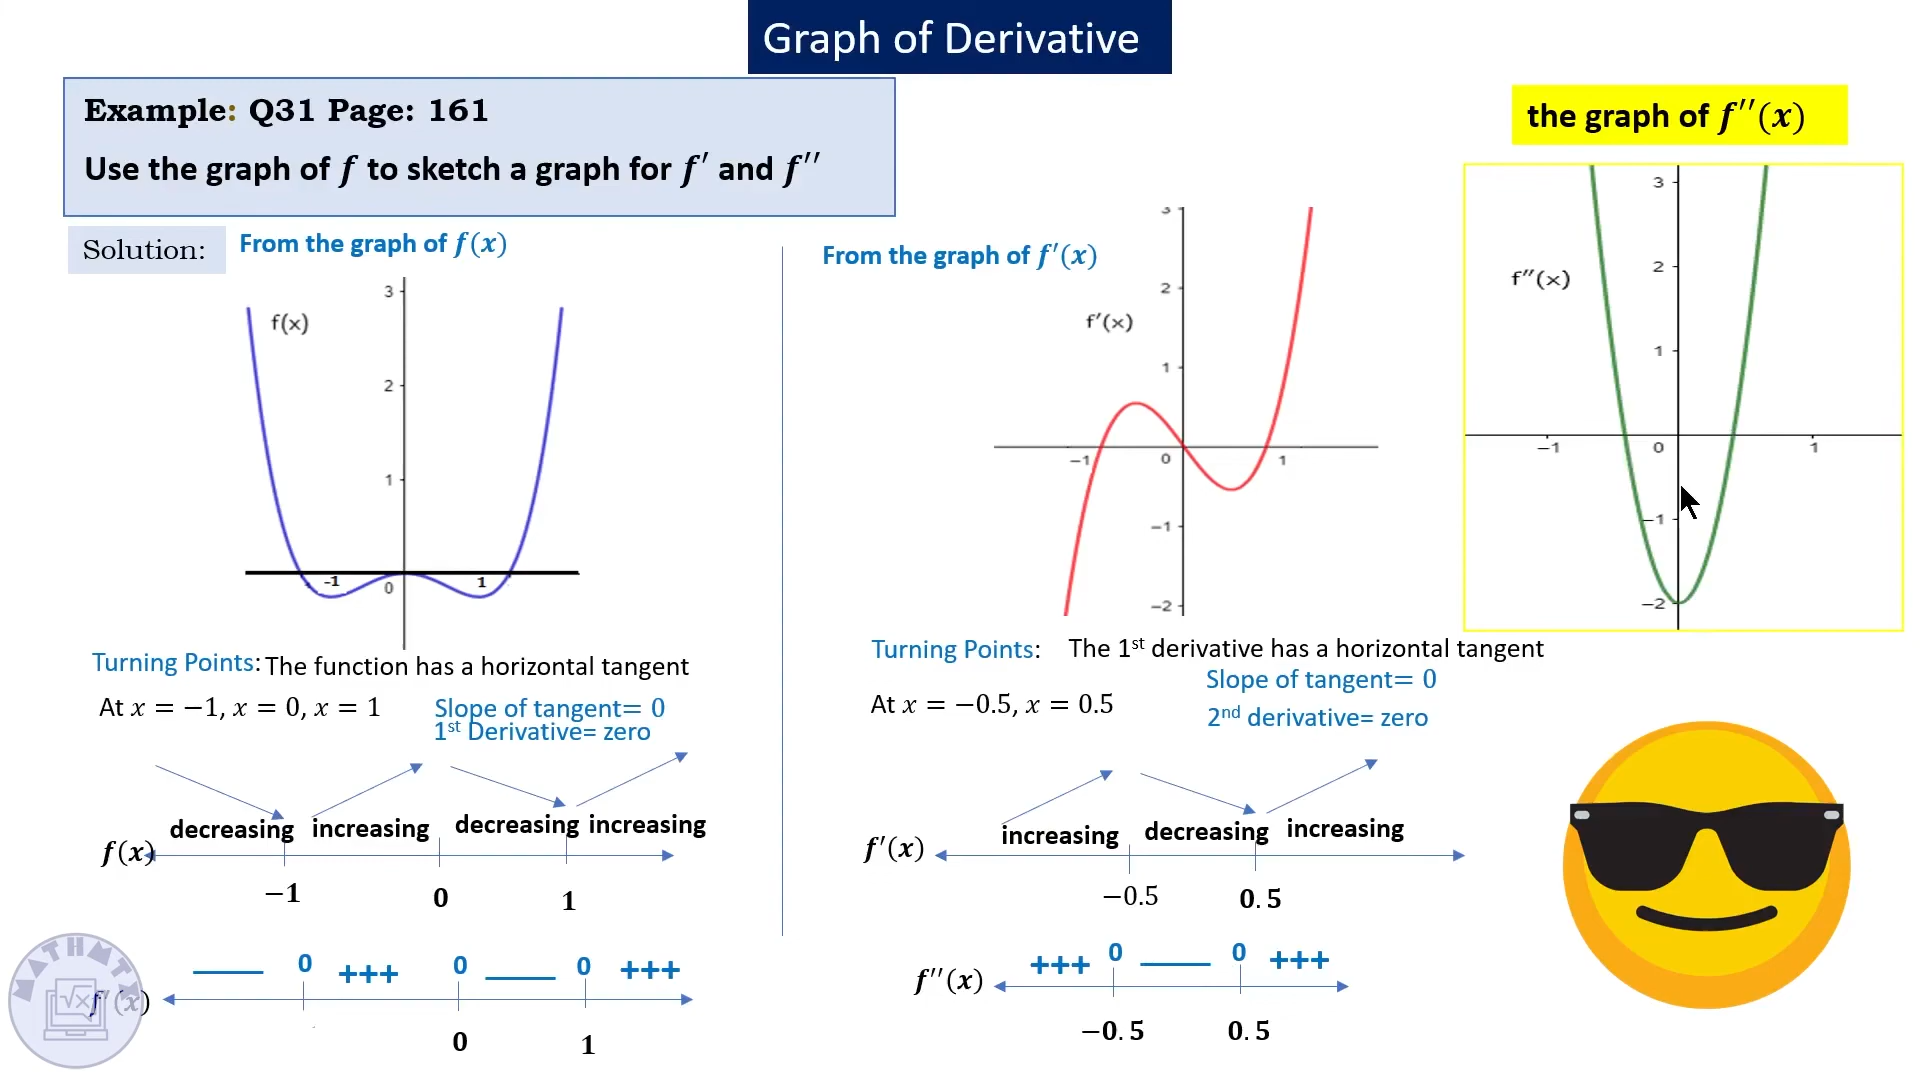 Graph of Derivative
Example: Q31 Page: 161
Use the graph of f to sketch a graph for f′ and f′′
the graph of f′′(x)
Solution:
From the graph of f(x)
3
f(x)
2
1
-1
0
1
Turning Points: The function has a horizontal tangent
At x = −1, x = 0, x = 1
Slope of tangent= 0
1st Derivative= zero
decreasing increasing decreasing increasing
f(x)
−1 0 1
0 +++ 0 0 +++
f′(x)
0 1
MATHMTX
√x
From the graph of f′(x)
3
2
f′(x)
1
−1
0
1
−1
−2
Turning Points: The 1st derivative has a horizontal tangent
At x = −0.5, x = 0.5
Slope of tangent= 0
2nd derivative= zero
increasing decreasing increasing
f′(x)
−0.5 0.5
+++ 0 0 +++
f′′(x)
−0.5 0.5
3
2
f′′(x)
1
−1
0
1
−1
−2